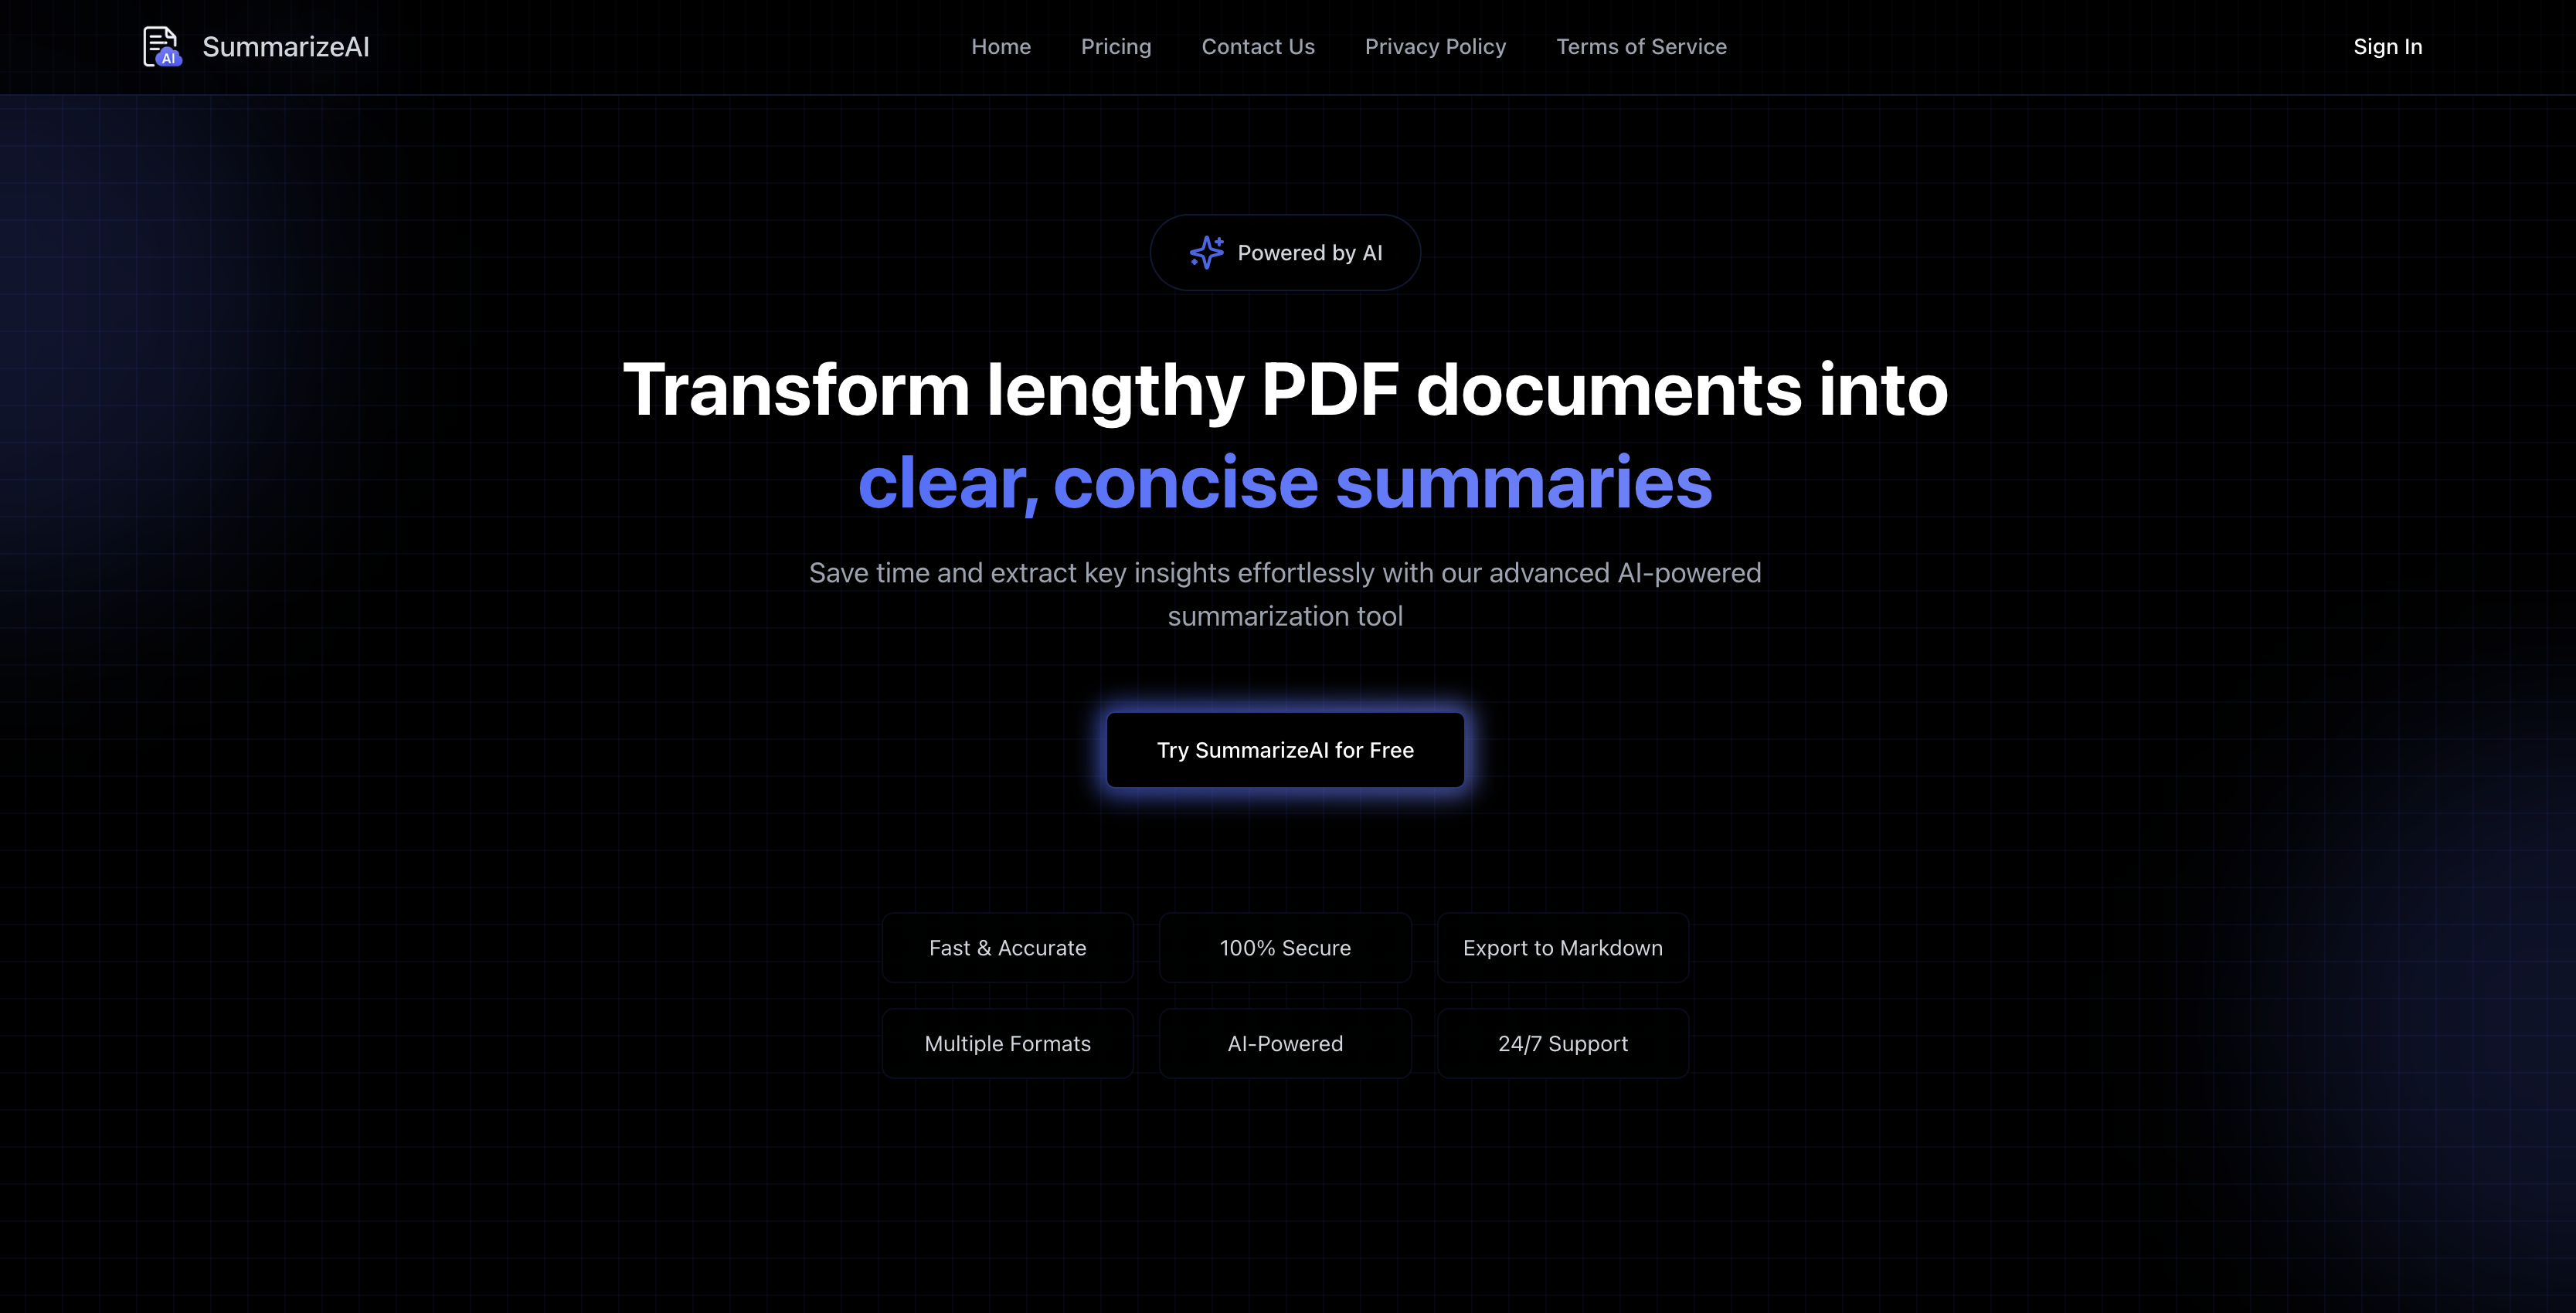 AI
SummarizeAI
Home
Pricing
Contact Us
Privacy Policy
Terms of Service
Sign In
Powered by AI
Transform lengthy PDF documents into
clear, concise summaries
Save time and extract key insights effortlessly with our advanced AI-powered
summarization tool
Try SummarizeAI for Free
Fast & Accurate
100% Secure
Export to Markdown
Multiple Formats
AI-Powered
24/7 Support